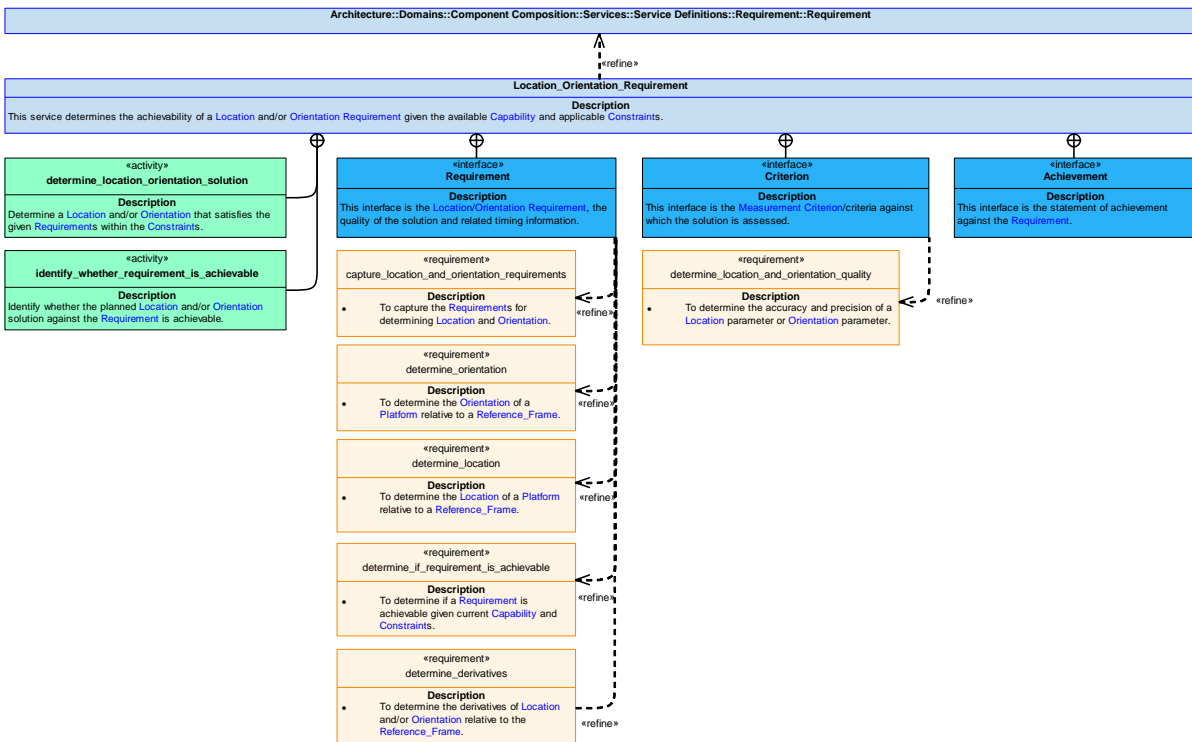 Architecture::Domains::Component Composition::Services::Service Definitions::Requirement::Requirement
«refine»
Location_Orientation_Requirement
Description
This service determines the achievability of a Location and/or Orientation Requirement given the available Capability and applicable Constraints.
«activity»
determine_location_orientation_solution
Description
Determine a Location and/or Orientation that satisfies the
given Requirements within the Constraints.
«activity»
identify_whether_requirement_is_achievable
Description
Identify whether the planned Location and/or Orientation
solution against the Requirement is achievable.
«interface»
Requirement
Description
This interface is the Location/Orientation Requirement, the
quality of the solution and related timing information.
«interface»
Criterion
Description
This interface is the Measurement Criterion/criteria against
which the solution is assessed.
«interface»
Achievement
Description
This interface is the statement of achievement
against the Requirement.
«requirement»
capture_location_and_orientation_requirements
Description
• To capture the Requirements for
determining Location and Orientation.
«refine»
«requirement»
determine_location_and_orientation_quality
Description
• To determine the accuracy and precision of a
Location parameter or Orientation parameter.
«refine»
«requirement»
determine_orientation
Description
• To determine the Orientation of a
Platform relative to a Reference_Frame.
«refine»
«requirement»
determine_location
Description
• To determine the Location of a Platform
relative to a Reference_Frame.
«refine»
«requirement»
determine_if_requirement_is_achievable
Description
• To determine if a Requirement is
achievable given current Capability and
Constraints.
«refine»
«requirement»
determine_derivatives
Description
• To determine the derivatives of Location
and/or Orientation relative to the
Reference_Frame.
«refine»